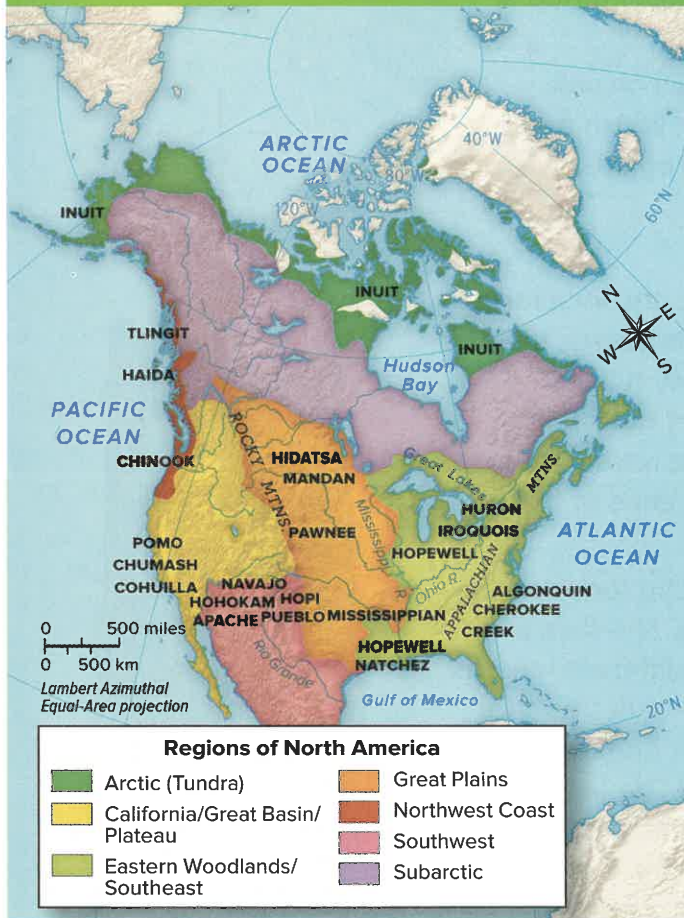 ARCTIC
OCEAN
40°W
80°W
120°W
60°N
INUIT
INUIT
INUIT
N
E
W
S
TLINGIT
HAIDA
Hudson
Bay
PACIFIC
OCEAN
CHINOOK
ROCKY MTNS.
HIDATSA
MANDAN
Great Lakes
MTNS.
HURON
IROQUOIS
Mississippi R.
PAWNEE
HOPEWELL
ATLANTIC
OCEAN
POMO
CHUMASH
COHUILLA
NAVAJO
HOHOKAM HOPI
APACHE PUEBLO MISSISSIPPIAN
Ohio R.
APPALACHIAN
ALGONQUIN
CHEROKEE
CREEK
HOPEWELL
NATCHEZ
Rio Grande
Gulf of Mexico
20°N
0 500 miles
0 500 km
Lambert Azimuthal
Equal-Area projection
Regions of North America
Arctic (Tundra)
California/Great Basin/
Plateau
Eastern Woodlands/
Southeast
Great Plains
Northwest Coast
Southwest
Subarctic